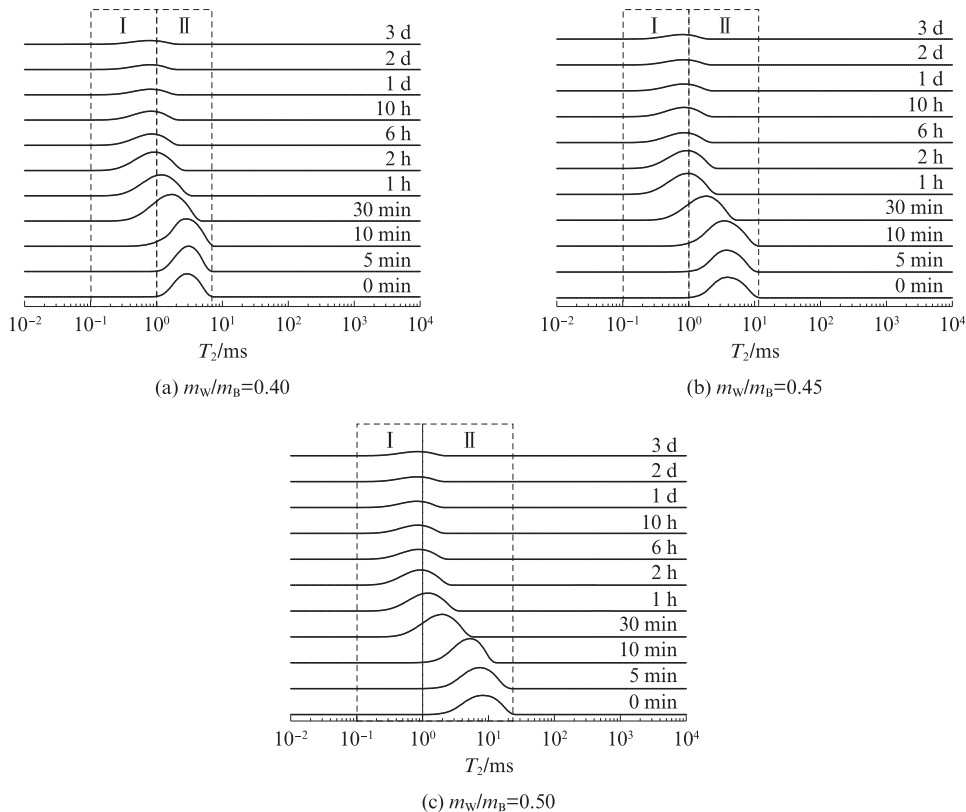 Ⅰ Ⅱ
3 d
2 d
1 d
10 h
6 h
2 h
1 h
30 min
10 min
5 min
0 min
10⁻² 10⁻¹ 10⁰ 10¹ 10² 10³ 10⁴
T₂/ms
(a) m_W/m_B=0.40
Ⅰ Ⅱ
3 d
2 d
1 d
10 h
6 h
2 h
1 h
30 min
10 min
5 min
0 min
10⁻² 10⁻¹ 10⁰ 10¹ 10² 10³ 10⁴
T₂/ms
(b) m_W/m_B=0.45
Ⅰ Ⅱ
3 d
2 d
1 d
10 h
6 h
2 h
1 h
30 min
10 min
5 min
0 min
10⁻² 10⁻¹ 10⁰ 10¹ 10² 10³ 10⁴
T₂/ms
(c) m_W/m_B=0.50